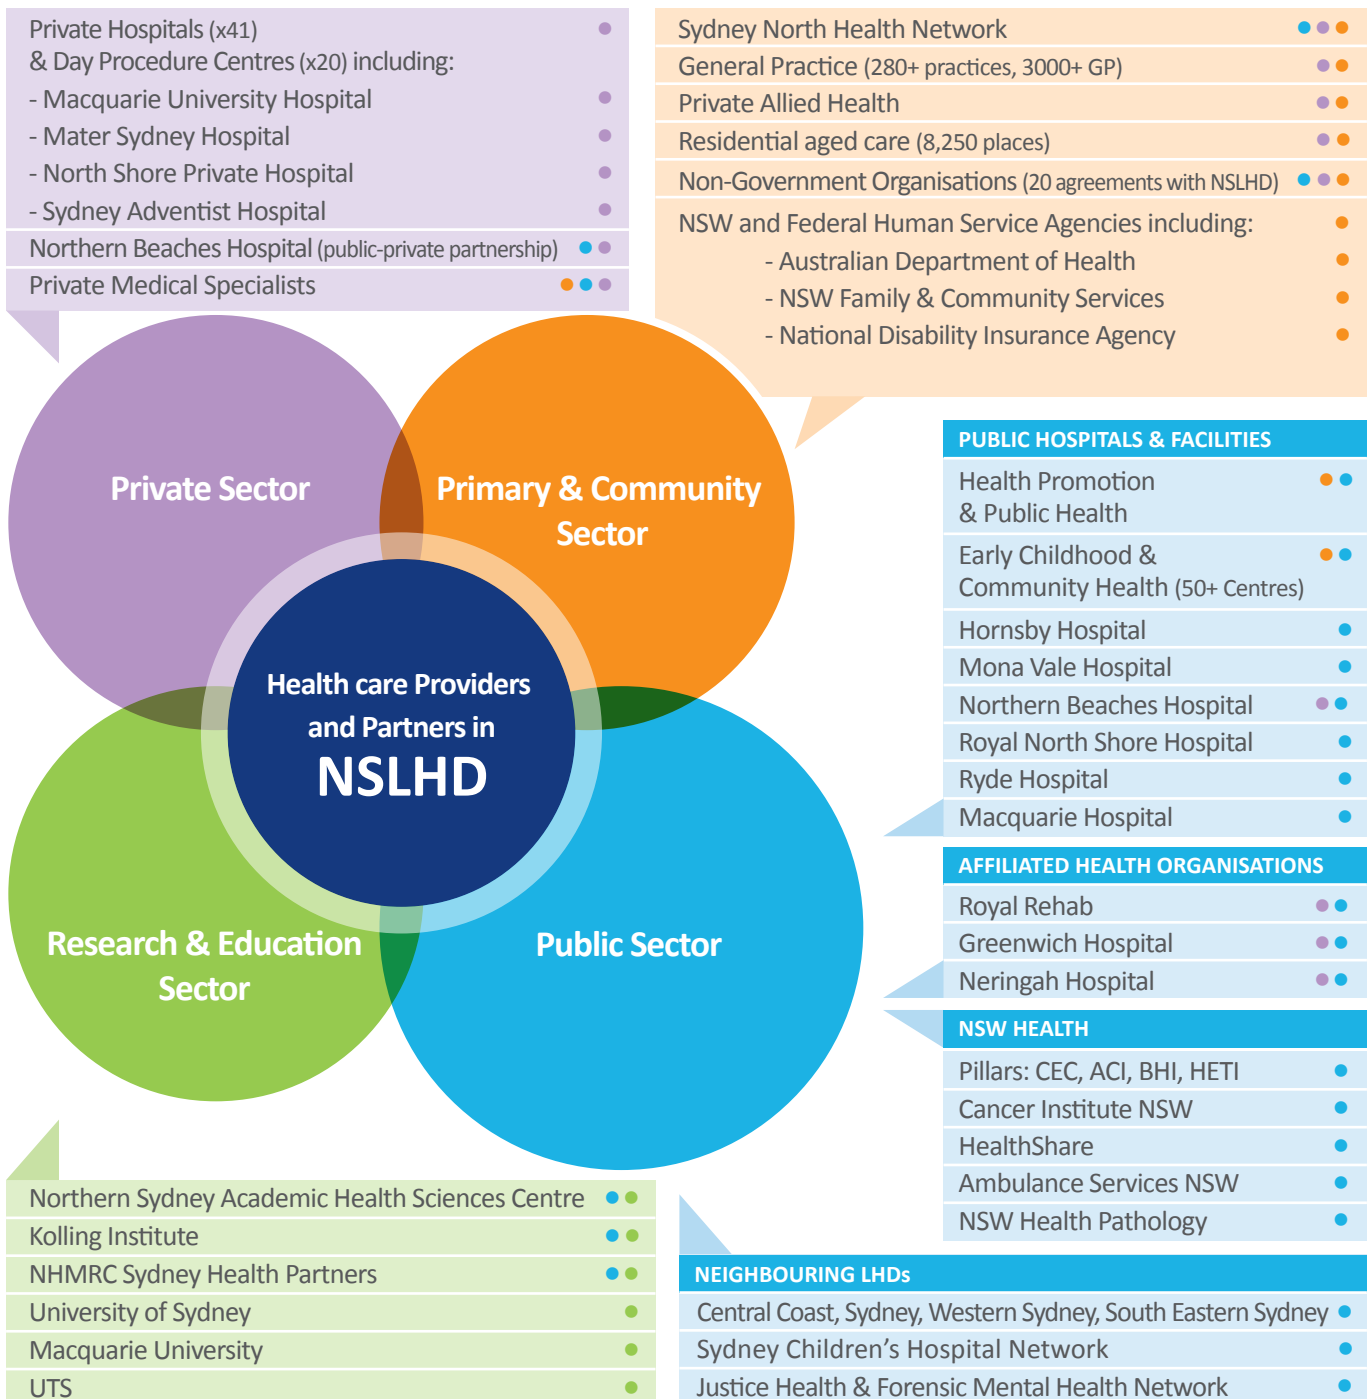 Private Hospitals (x41)
& Day Procedure Centres (x20) including:
- Macquarie University Hospital
- Mater Sydney Hospital
- North Shore Private Hospital
- Sydney Adventist Hospital
Northern Beaches Hospital (public-private partnership)
Private Medical Specialists
Sydney North Health Network
General Practice (280+ practices, 3000+ GP)
Private Allied Health
Residential aged care (8,250 places)
Non-Government Organisations (20 agreements with NSLHD)
NSW and Federal Human Service Agencies including:
- Australian Department of Health
- NSW Family & Community Services
- National Disability Insurance Agency
Private Sector
Primary & Community
Sector
Health care Providers
and Partners in
NSLHD
Research & Education
Sector
Public Sector
PUBLIC HOSPITALS & FACILITIES
Health Promotion
& Public Health
Early Childhood &
Community Health (50+ Centres)
Hornsby Hospital
Mona Vale Hospital
Northern Beaches Hospital
Royal North Shore Hospital
Ryde Hospital
Macquarie Hospital
AFFILIATED HEALTH ORGANISATIONS
Royal Rehab
Greenwich Hospital
Neringah Hospital
NSW HEALTH
Pillars: CEC, ACI, BHI, HETI
Cancer Institute NSW
HealthShare
Ambulance Services NSW
NSW Health Pathology
Northern Sydney Academic Health Sciences Centre
Kolling Institute
NHMRC Sydney Health Partners
University of Sydney
Macquarie University
UTS
NEIGHBOURING LHDs
Central Coast, Sydney, Western Sydney, South Eastern Sydney
Sydney Children's Hospital Network
Justice Health & Forensic Mental Health Network